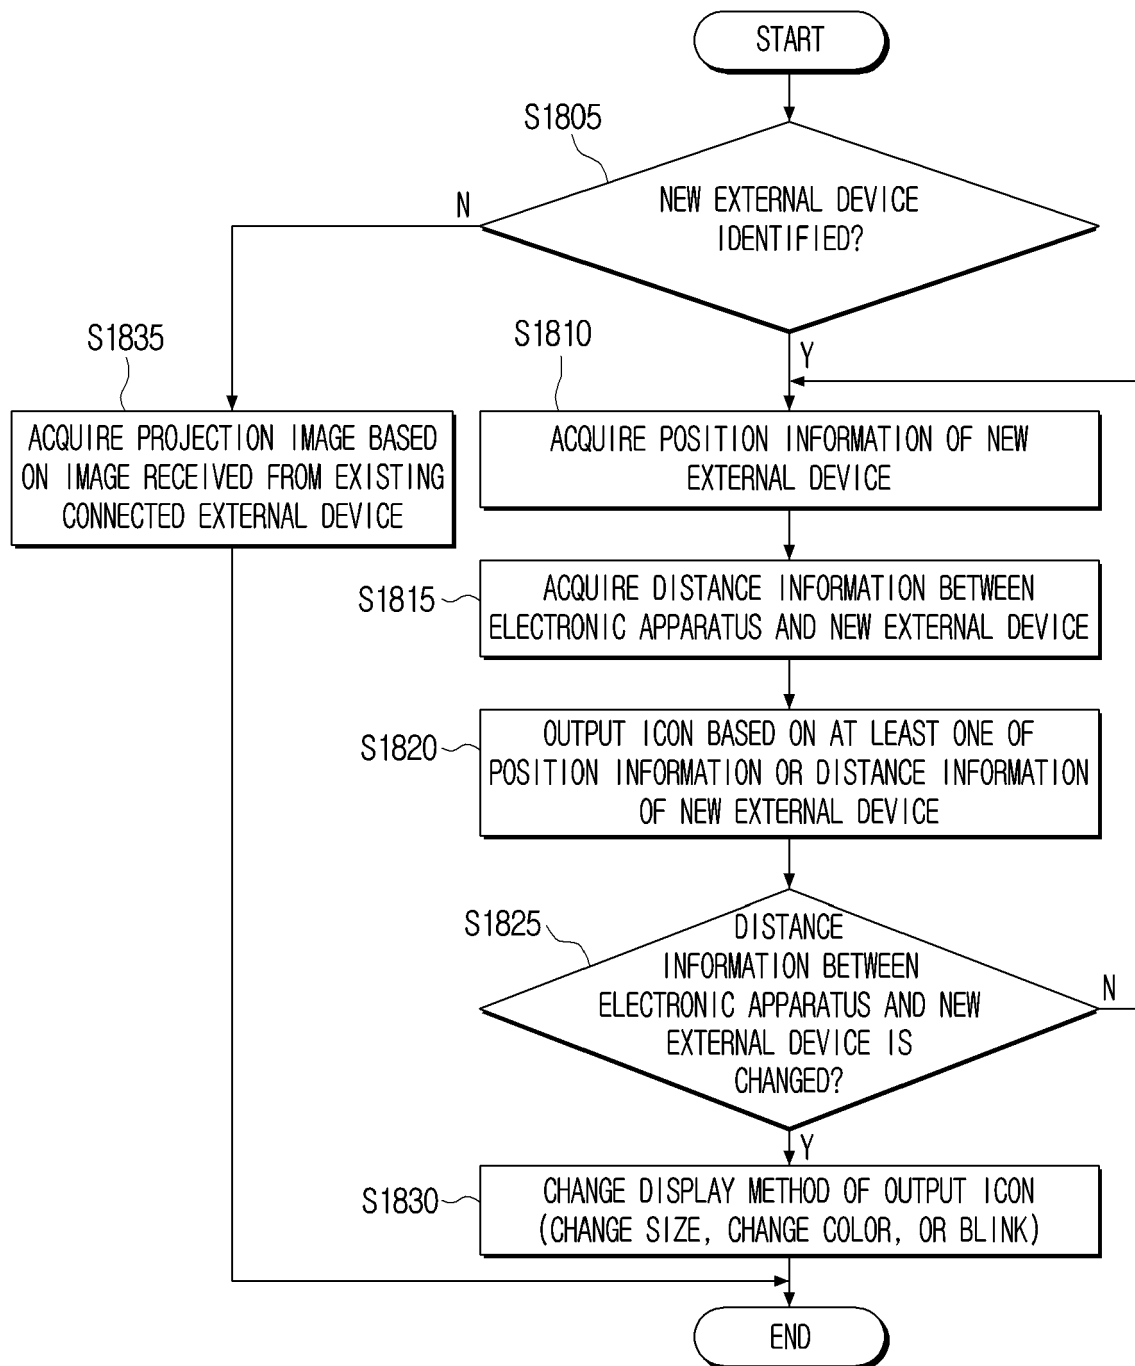 START
S1805
NEW EXTERNAL DEVICE
IDENTIFIED?
N
Y
S1835
ACQUIRE PROJECTION IMAGE BASED
ON IMAGE RECEIVED FROM EXISTING
CONNECTED EXTERNAL DEVICE
S1810
ACQUIRE POSITION INFORMATION OF NEW
EXTERNAL DEVICE
S1815
ACQUIRE DISTANCE INFORMATION BETWEEN
ELECTRONIC APPARATUS AND NEW EXTERNAL DEVICE
S1820
OUTPUT ICON BASED ON AT LEAST ONE OF
POSITION INFORMATION OR DISTANCE INFORMATION
OF NEW EXTERNAL DEVICE
S1825
DISTANCE
INFORMATION BETWEEN
ELECTRONIC APPARATUS AND NEW
EXTERNAL DEVICE IS
CHANGED?
N
Y
S1830
CHANGE DISPLAY METHOD OF OUTPUT ICON
(CHANGE SIZE, CHANGE COLOR, OR BLINK)
END